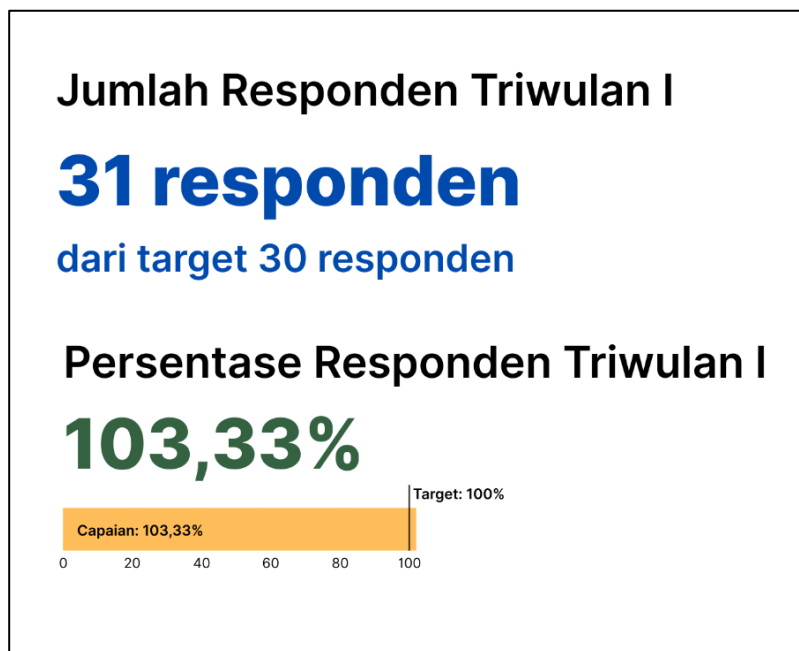 Jumlah Responden Triwulan I
31 responden
dari target 30 responden
Persentase Responden Triwulan I
103,33%
Target: 100%
Capaian: 103,33%
0 20 40 60 80 100